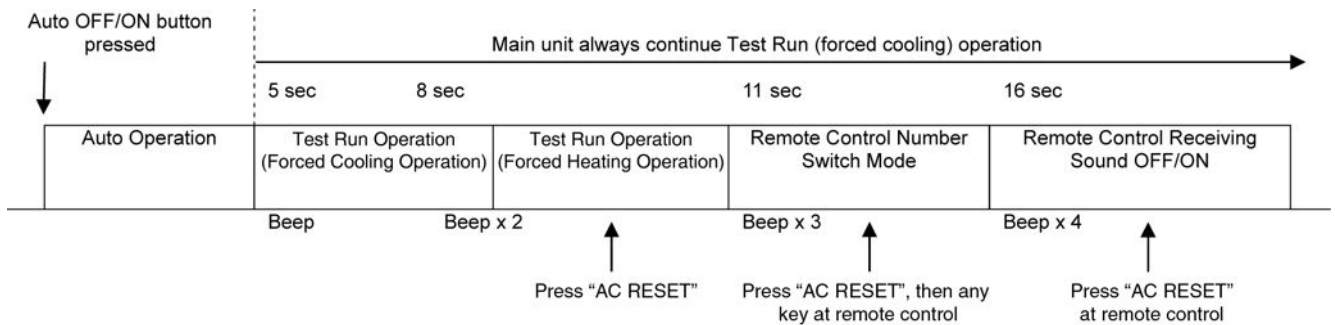 Auto OFF/ON button
pressed
Main unit always continue Test Run (forced cooling) operation
5 sec
8 sec
11 sec
16 sec
Auto Operation
Test Run Operation
(Forced Cooling Operation)
Test Run Operation
(Forced Heating Operation)
Remote Control Number
Switch Mode
Remote Control Receiving
Sound OFF/ON
Beep
Beep x 2
Beep x 3
Beep x 4
Press “AC RESET”
Press “AC RESET”, then any
key at remote control
Press “AC RESET”
at remote control